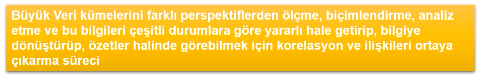 Büyük Veri kümelerini farklı perspektiflerden ölçme, biçimlendirme, analiz
etme ve bu bilgileri çeşitli durumlara göre yararlı hale getirip, bilgiye
dönüştürüp, özetler halinde görebilmek için korelasyon ve ilişkileri ortaya
çıkarma süreci